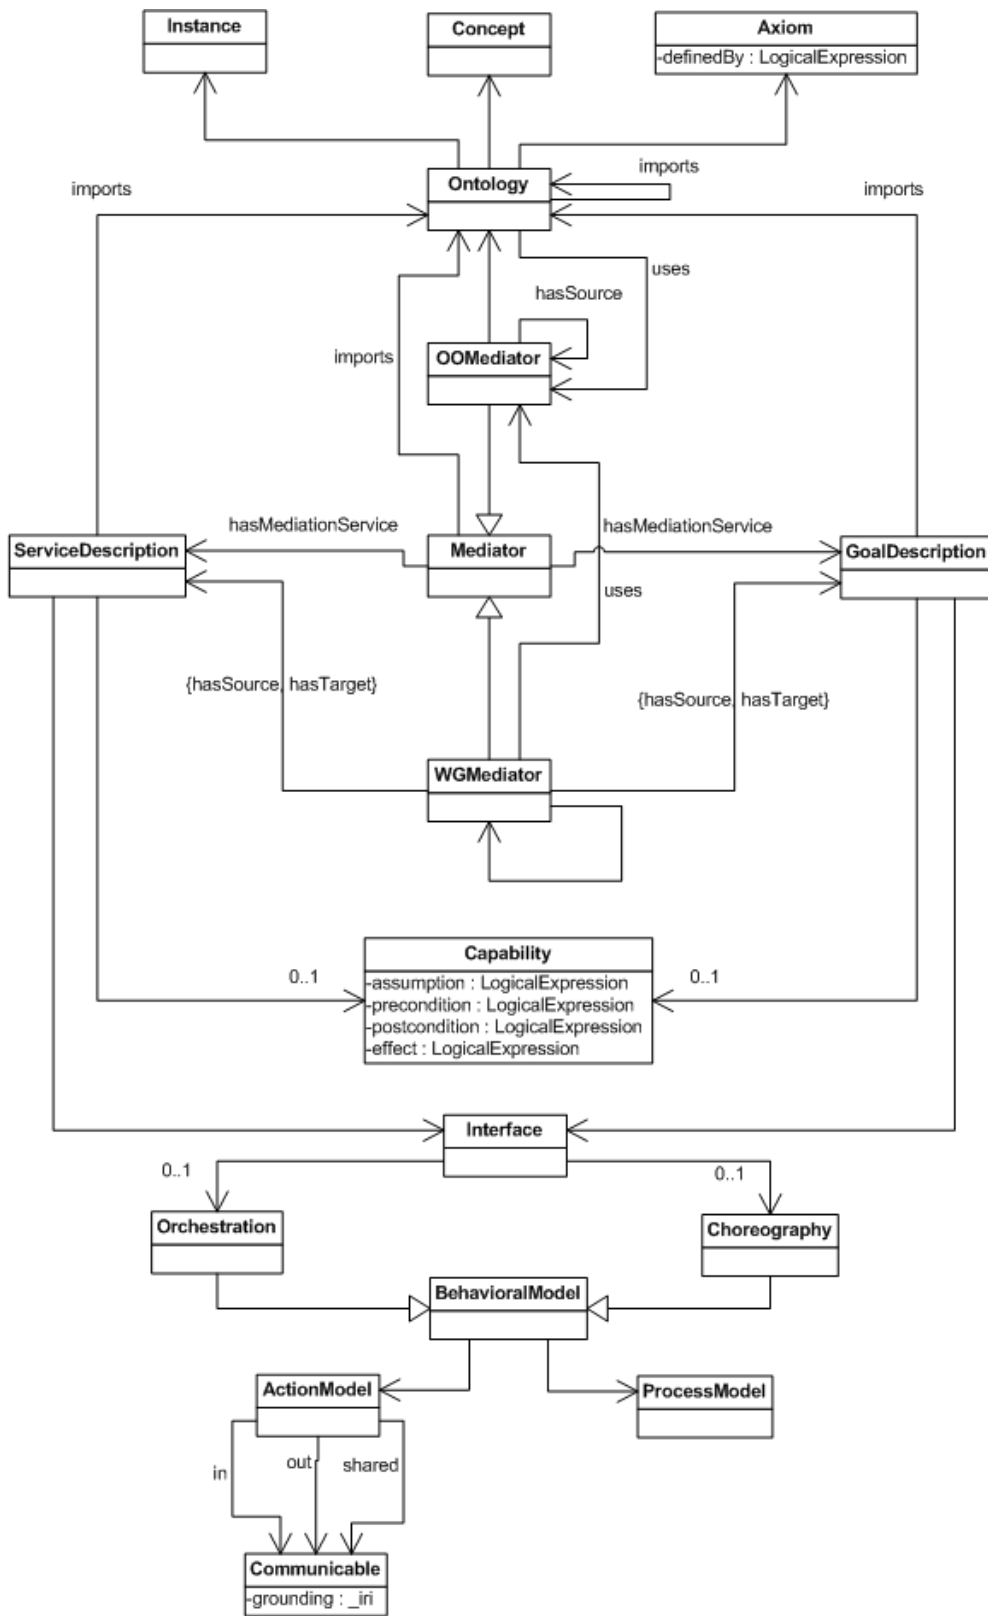 Instance
Concept
Axiom
-definedBy : LogicalExpression
imports
Ontology
imports
imports
uses
hasSource
OOMediator
imports
hasMediationService
hasMediationService
ServiceDescription
Mediator
GoalDescription
uses
{hasSource, hasTarget}
{hasSource, hasTarget}
WGMediator
Capability
0..1
-assumption : LogicalExpression
0..1
-precondition : LogicalExpression
-postcondition : LogicalExpression
-effect : LogicalExpression
Interface
0..1
0..1
Orchestration
Choreography
BehavioralModel
ActionModel
ProcessModel
in
out
shared
Communicable
-grounding : _iri